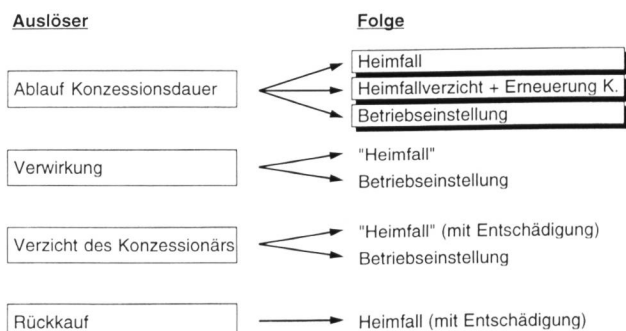 Auslöser Folge
Heimfall
Ablauf Konzessionsdauer Heimfallverzicht + Erneuerung K.
Betriebseinstellung
"Heimfall"
Verwirkung
Betriebseinstellung
"Heimfall" (mit Entschädigung)
Verzicht des Konzessionärs
Betriebseinstellung
Rückkauf Heimfall (mit Entschädigung)